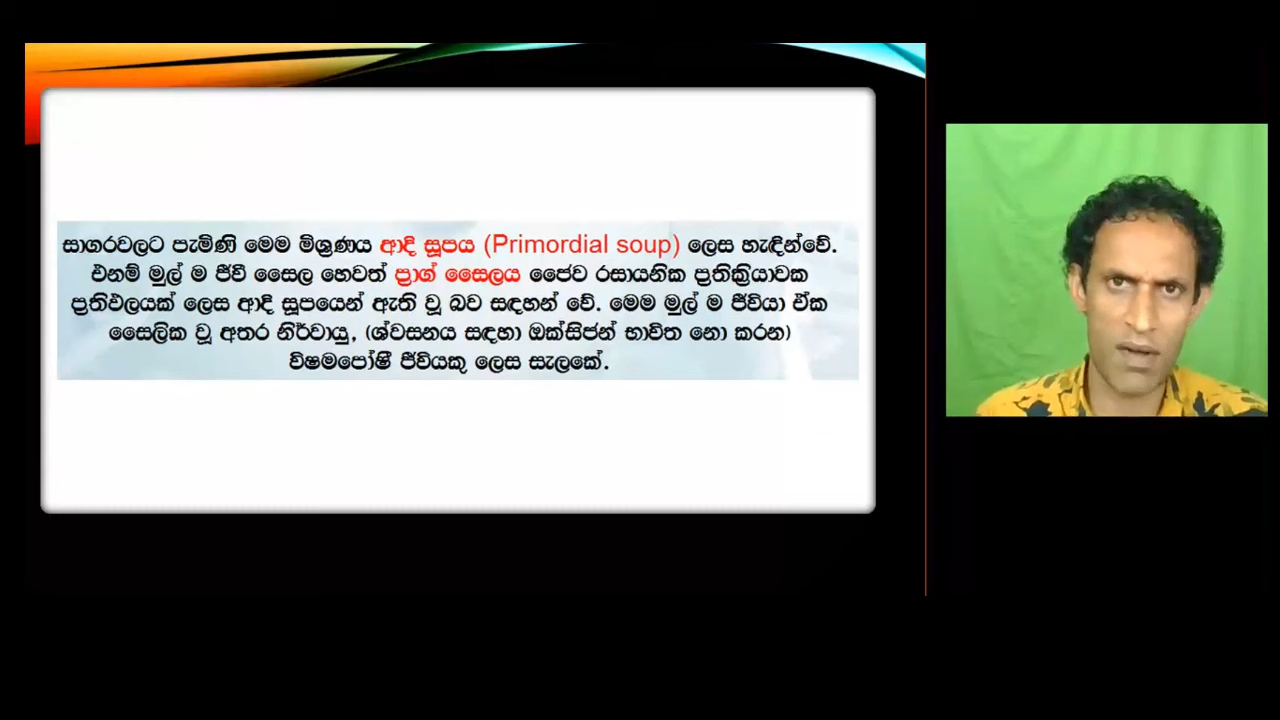 සාගරවලට පැමිණි මෙම මිශ්‍රණය ආදි සූපය (Primordial soup) ලෙස හැඳින්වේ.
එනම් මුල් ම ජීවී සෛල හෙවත් ප්‍රාග් සෛලය ජෛව රසායනික ප්‍රතික්‍රියාවක
ප්‍රතිඵලයක් ලෙස ආදි සූපයෙන් ඇති වූ බව සඳහන් වේ. මෙම මුල් ම ජීවියා ඒක
සෛලික වූ අතර නිර්වායු, (ශ්වසනය සඳහා ඔක්සිජන් භාවිත නො කරන)
විෂමපෝෂී ජීවියකු ලෙස සැලකේ.